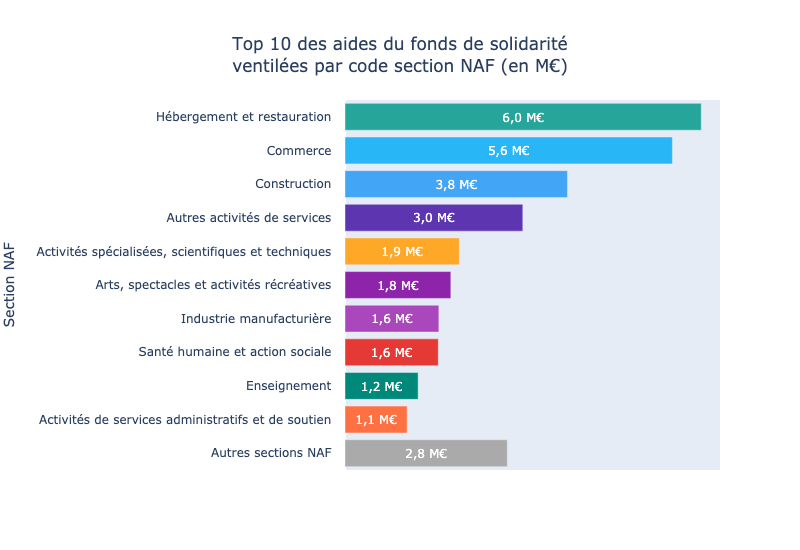 Top 10 des aides du fonds de solidarité
ventilées par code section NAF (en M€)
Section NAF
Hébergement et restauration 6,0 M€
Commerce 5,6 M€
Construction 3,8 M€
Autres activités de services 3,0 M€
Activités spécialisées, scientifiques et techniques 1,9 M€
Arts, spectacles et activités récréatives 1,8 M€
Industrie manufacturière 1,6 M€
Santé humaine et action sociale 1,6 M€
Enseignement 1,2 M€
Activités de services administratifs et de soutien 1,1 M€
Autres sections NAF 2,8 M€